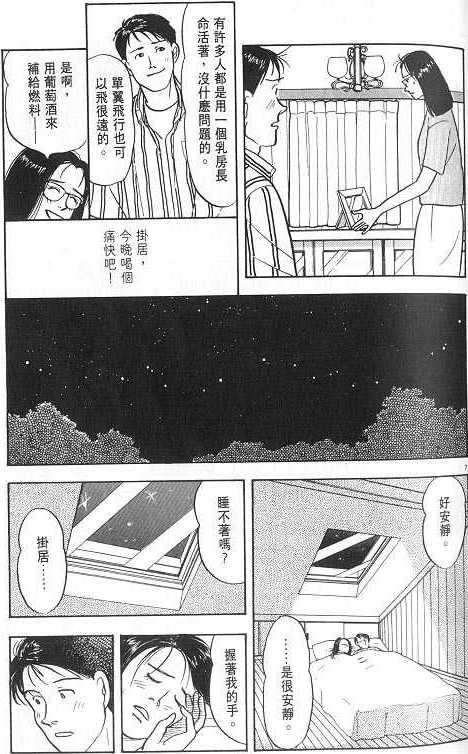 有許多人都是用一個乳房長
命活著，沒什麼問題的。
單翼飛行也可
以飛很遠的。
是啊，
用葡萄酒來
補給燃料——
掛居，
今晚喝個
痛快吧！
7
好安靜。
……是很安靜。
睡不著嗎？
掛居……
握著我的手。